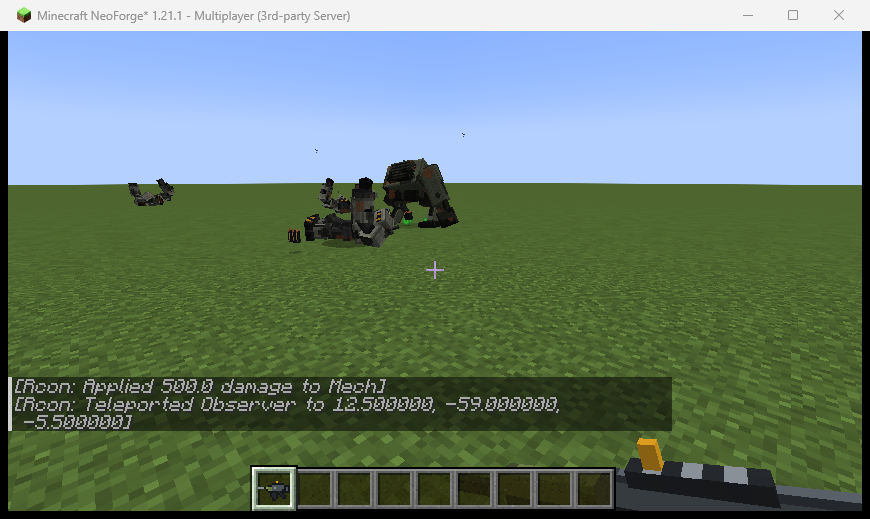 Minecraft NeoForge* 1.21.1 - Multiplayer (3rd-party Server)
[Rcon: Applied 500.0 damage to Mech]
[Rcon: Teleported Observer to 12.500000, -59.000000,
-5.500000]